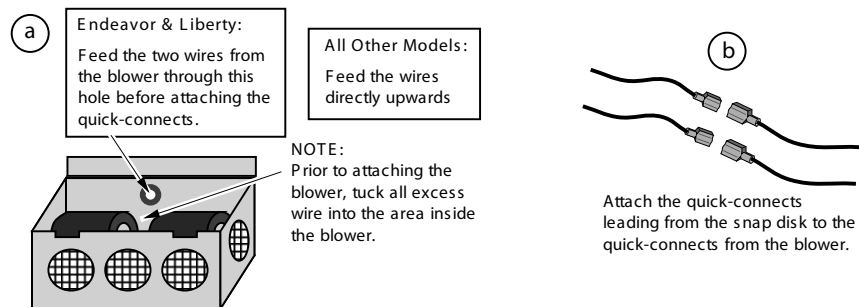 a
Endeavor & Liberty:
Feed the two wires from
the blower through this
hole before attaching the
quick-connects.
All Other Models:
Feed the wires
directly upwards
NOTE:
Prior to attaching the
blower, tuck all excess
wire into the area inside
the blower.
b
Attach the quick-connects
leading from the snap disk to the
quick-connects from the blower.